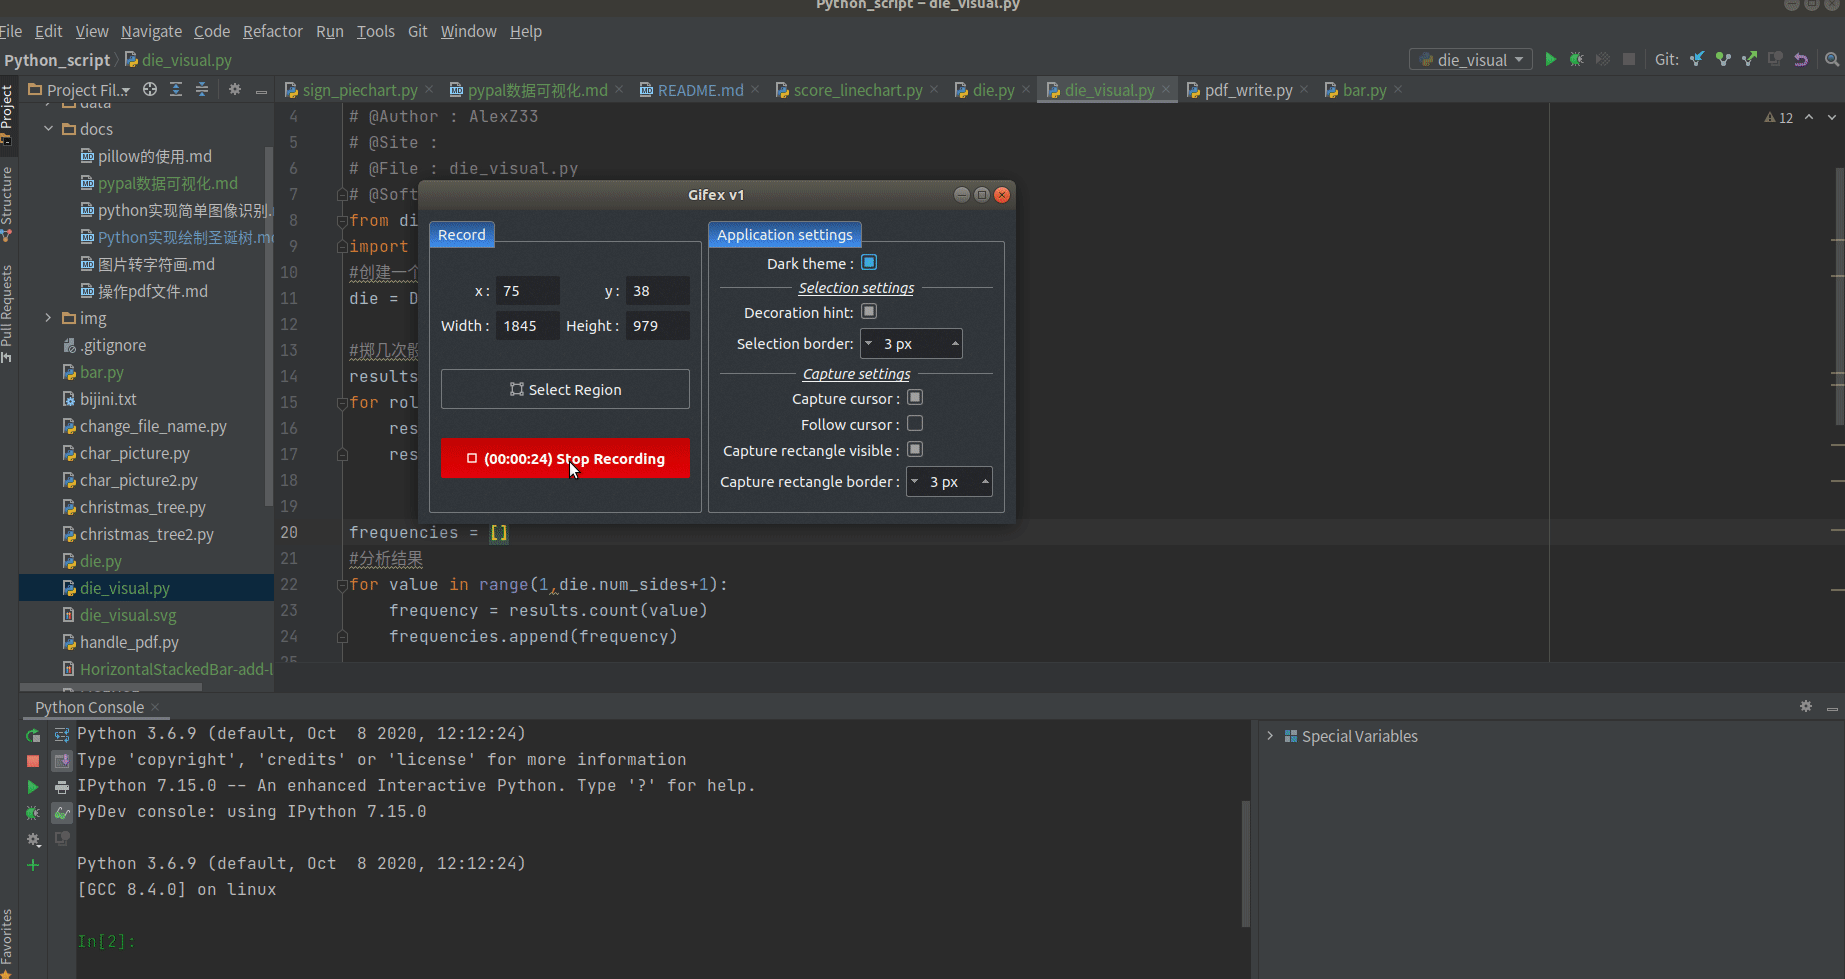 Python_script – die_visual.py
File Edit View Navigate Code Refactor Run Tools Git Window Help
Python_script die_visual.py
die_visual
Git:
Project
Structure
Pull Requests
Favorites
Project Fil..
sign_piechart.py
pypal数据可视化.md
README.md
score_linechart.py
die.py
die_visual.py
pdf_write.py
bar.py
data
docs
pillow的使用.md
pypal数据可视化.md
python实现简单图像识别.
Python实现绘制圣诞树.md
图片转字符画.md
操作pdf文件.md
img
.gitignore
bar.py
bijini.txt
change_file_name.py
char_picture.py
char_picture2.py
christmas_tree.py
christmas_tree2.py
die.py
die_visual.py
die_visual.svg
handle_pdf.py
HorizontalStackedBar-add-l
12
4 # @Author : AlexZ33
5 # @Site :
6 # @File : die_visual.py
7 # @Soft
8 from di
9 import
10 #创建一个
11 die = D
12
13 #掷几次骰
14 results
15 for rol
16 res
17 res
18
19
20 frequencies = []
21 #分析结果
22 for value in range(1,die.num_sides+1):
23 frequency = results.count(value)
24 frequencies.append(frequency)
25
Gifex v1
Record
x : 75 y : 38
Width : 1845 Height : 979
Select Region
(00:00:24) Stop Recording
Application settings
Dark theme :
Selection settings
Decoration hint:
Selection border: 3 px
Capture settings
Capture cursor :
Follow cursor :
Capture rectangle visible :
Capture rectangle border : 3 px
Python Console
Python 3.6.9 (default, Oct  8 2020, 12:12:24)
Type 'copyright', 'credits' or 'license' for more information
IPython 7.15.0 -- An enhanced Interactive Python. Type '?' for help.
PyDev console: using IPython 7.15.0
Python 3.6.9 (default, Oct  8 2020, 12:12:24)
[GCC 8.4.0] on linux
In[2]:
Special Variables